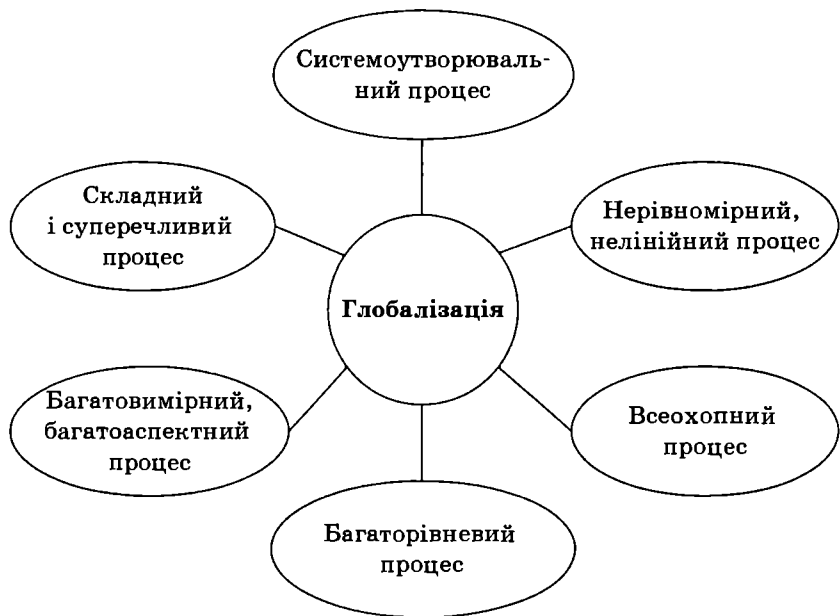 Системоутворюваль-
ний процес
Складний
і суперечливий
процес
Нерівномірний,
нелінійний процес
Глобалізація
Багатовимірний,
багатоаспектний
процес
Всеохопний
процес
Багаторівневий
процес